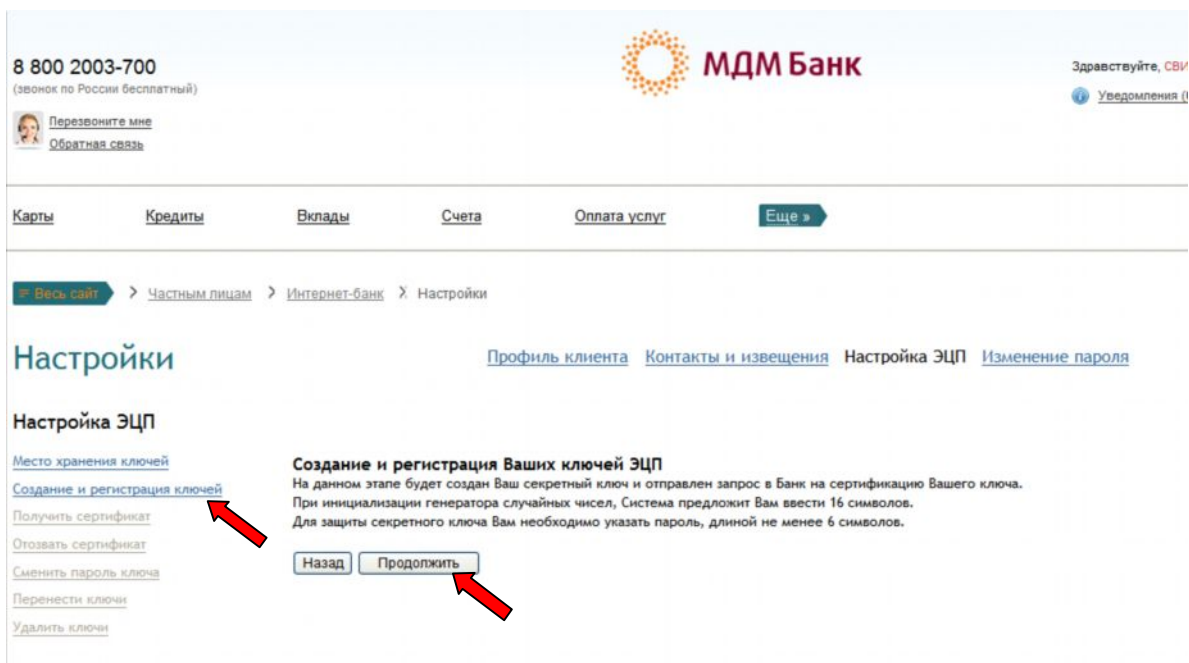 8 800 2003-700
(звонок по России бесплатный)
Перезвоните мне
Обратная связь
МДМ Банк
Здравствуйте, СВИ
Уведомления (
Карты Кредиты Вклады Счета Оплата услуг Еще »
Весь сайт > Частным лицам > Интернет-банк > Настройки
Настройки
Профиль клиента Контакты и извещения Настройка ЭЦП Изменение пароля
Настройка ЭЦП
Место хранения ключей
Создание и регистрация ключей
Получить сертификат
Отозвать сертификат
Сменить пароль ключа
Перенести ключи
Удалить ключи
Создание и регистрация Ваших ключей ЭЦП
На данном этапе будет создан Ваш секретный ключ и отправлен запрос в Банк на сертификацию Вашего ключа.
При инициализации генератора случайных чисел, Система предложит Вам ввести 16 символов.
Для защиты секретного ключа Вам необходимо указать пароль, длиной не менее 6 символов.
Назад Продолжить